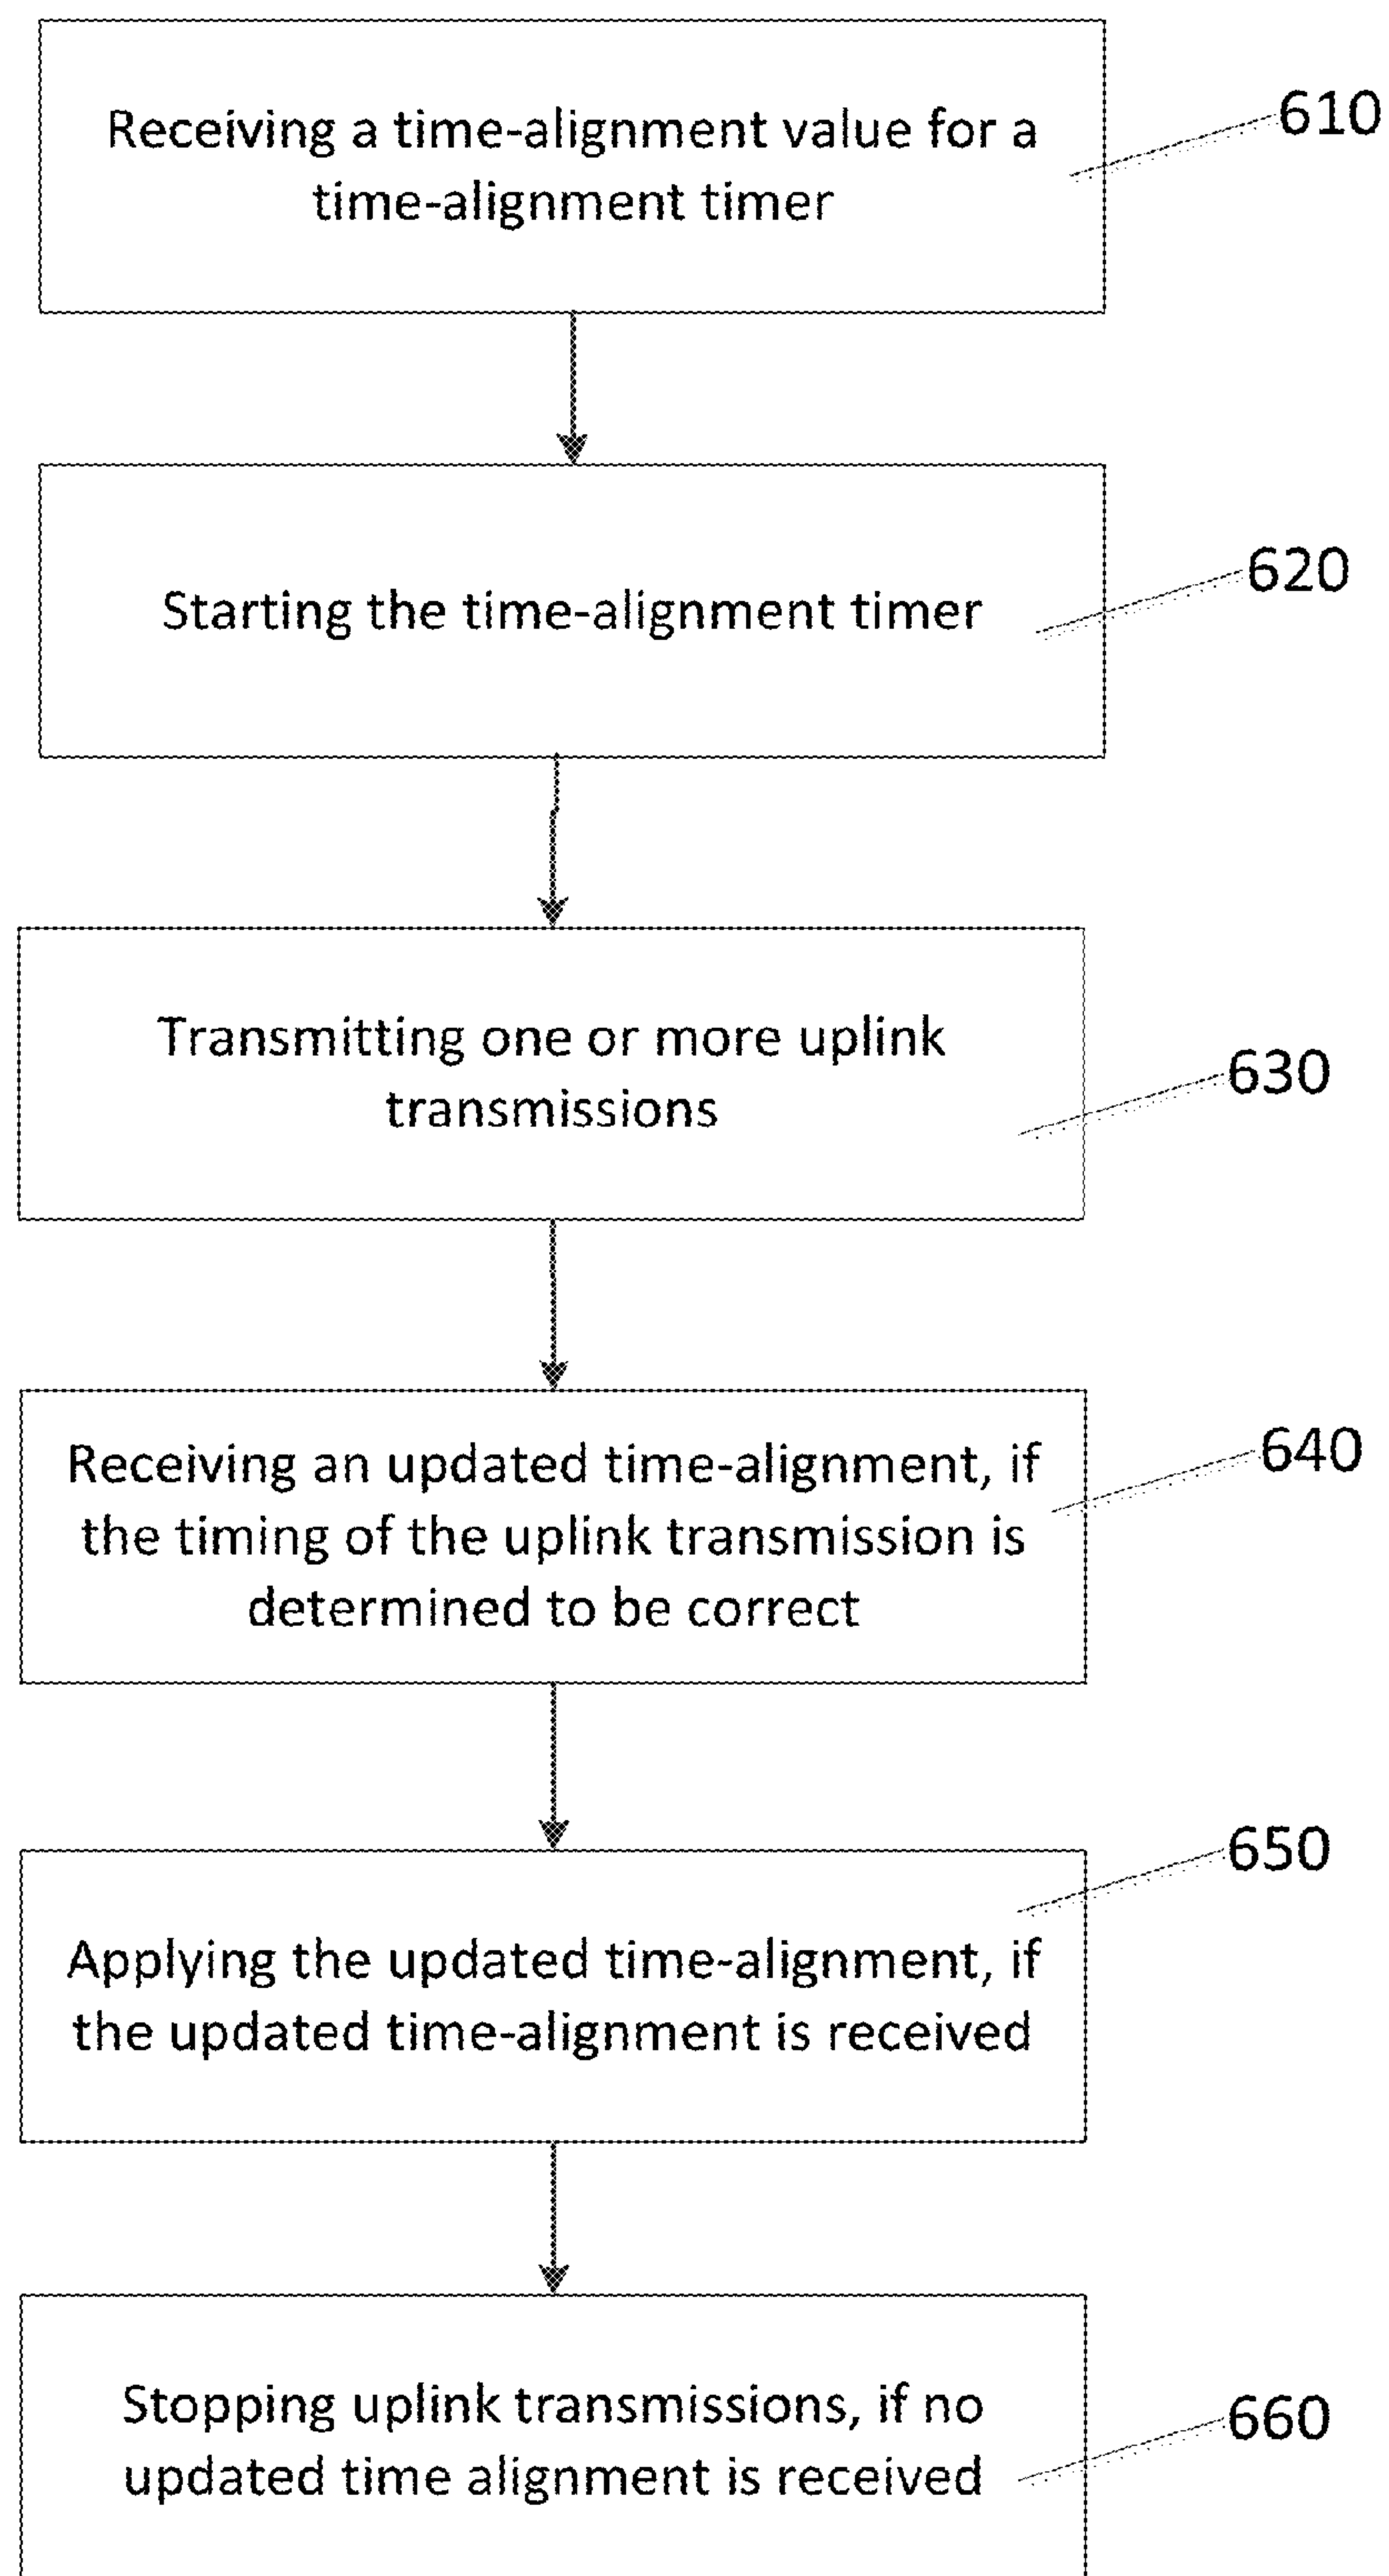 Receiving a time-alignment value for a
time-alignment timer
610
Starting the time-alignment timer
620
Transmitting one or more uplink
transmissions
630
Receiving an updated time-alignment, if
the timing of the uplink transmission is
determined to be correct
640
650
Applying the updated time-alignment, if
the updated time-alignment is received
Stopping uplink transmissions, if no
updated time alignment is received
660